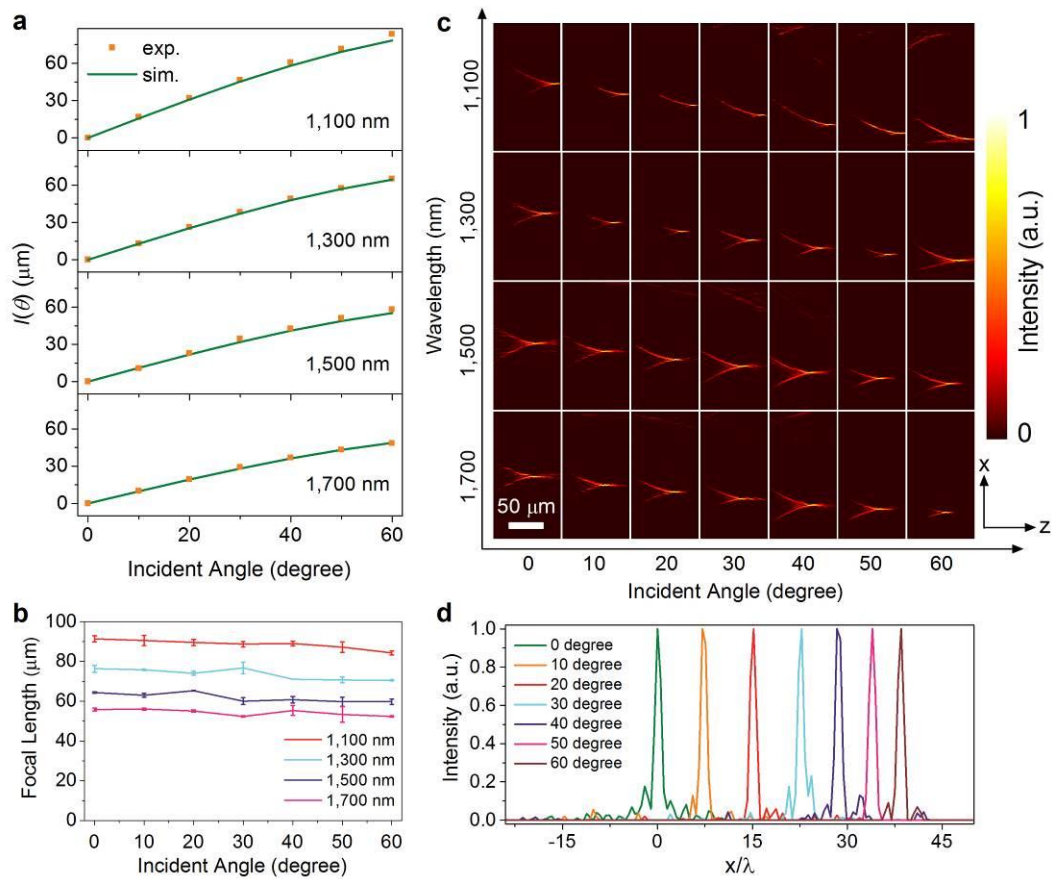 a
exp.
sim.
60
30
0
1,100 nm
60
30
0
1,300 nm
60
30
0
1,500 nm
60
30
0
1,700 nm
l(θ) (μm)
0 20 40 60
Incident Angle (degree)
b
100
80
60
40
20
0
Focal Length (μm)
1,100 nm
1,300 nm
1,500 nm
1,700 nm
0 10 20 30 40 50 60
Incident Angle (degree)
c
Wavelength (nm)
1,100
1,300
1,500
1,700
50 μm
0 10 20 30 40 50 60
Incident Angle (degree)
1
Intensity (a.u.)
0
x
z
d
1.0
0.8
0.6
0.4
0.2
0.0
Intensity (a.u.)
0 degree
10 degree
20 degree
30 degree
40 degree
50 degree
60 degree
-15 0 15 30 45
x/λ